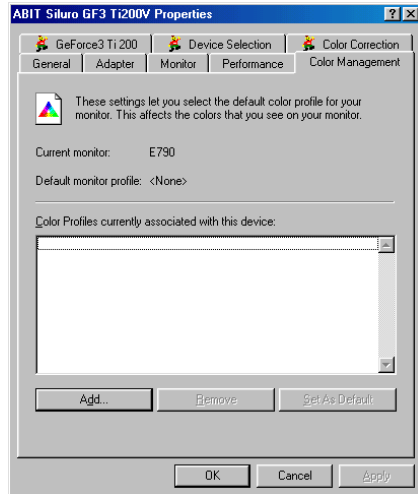 ABIT Siluro GF3 Ti200V Properties
GeForce3 Ti 200 Device Selection Color Correction
General Adapter Monitor Performance Color Management
These settings let you select the default color profile for your
monitor. This affects the colors that you see on your monitor.
Current monitor: E790
Default monitor profile: <None>
Color Profiles currently associated with this device:
Add... Remove Set As Default
OK Cancel Apply